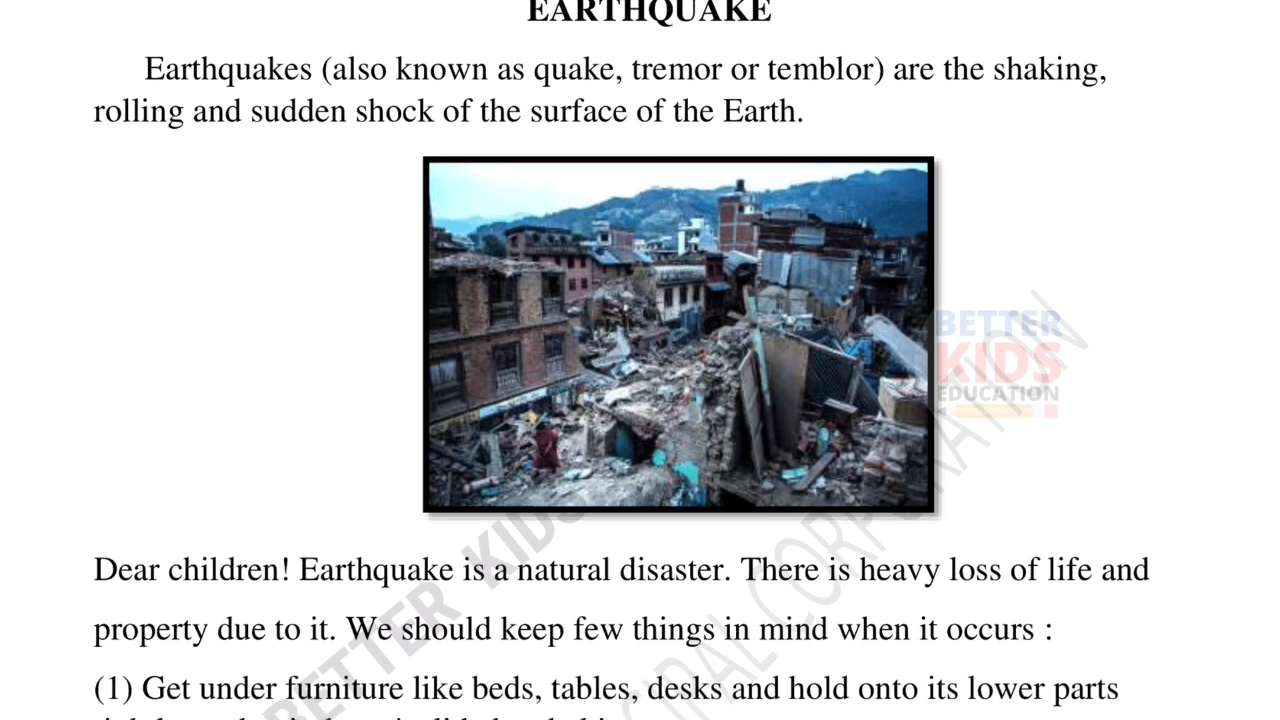 EARTHQUAKE
Earthquakes (also known as quake, tremor or temblor) are the shaking,
rolling and sudden shock of the surface of the Earth.
BETTER
KIDS
EDUCATION
Dear children! Earthquake is a natural disaster. There is heavy loss of life and
property due to it. We should keep few things in mind when it occurs :
(1) Get under furniture like beds, tables, desks and hold onto its lower parts
BETTER KIDS
CORPORATION